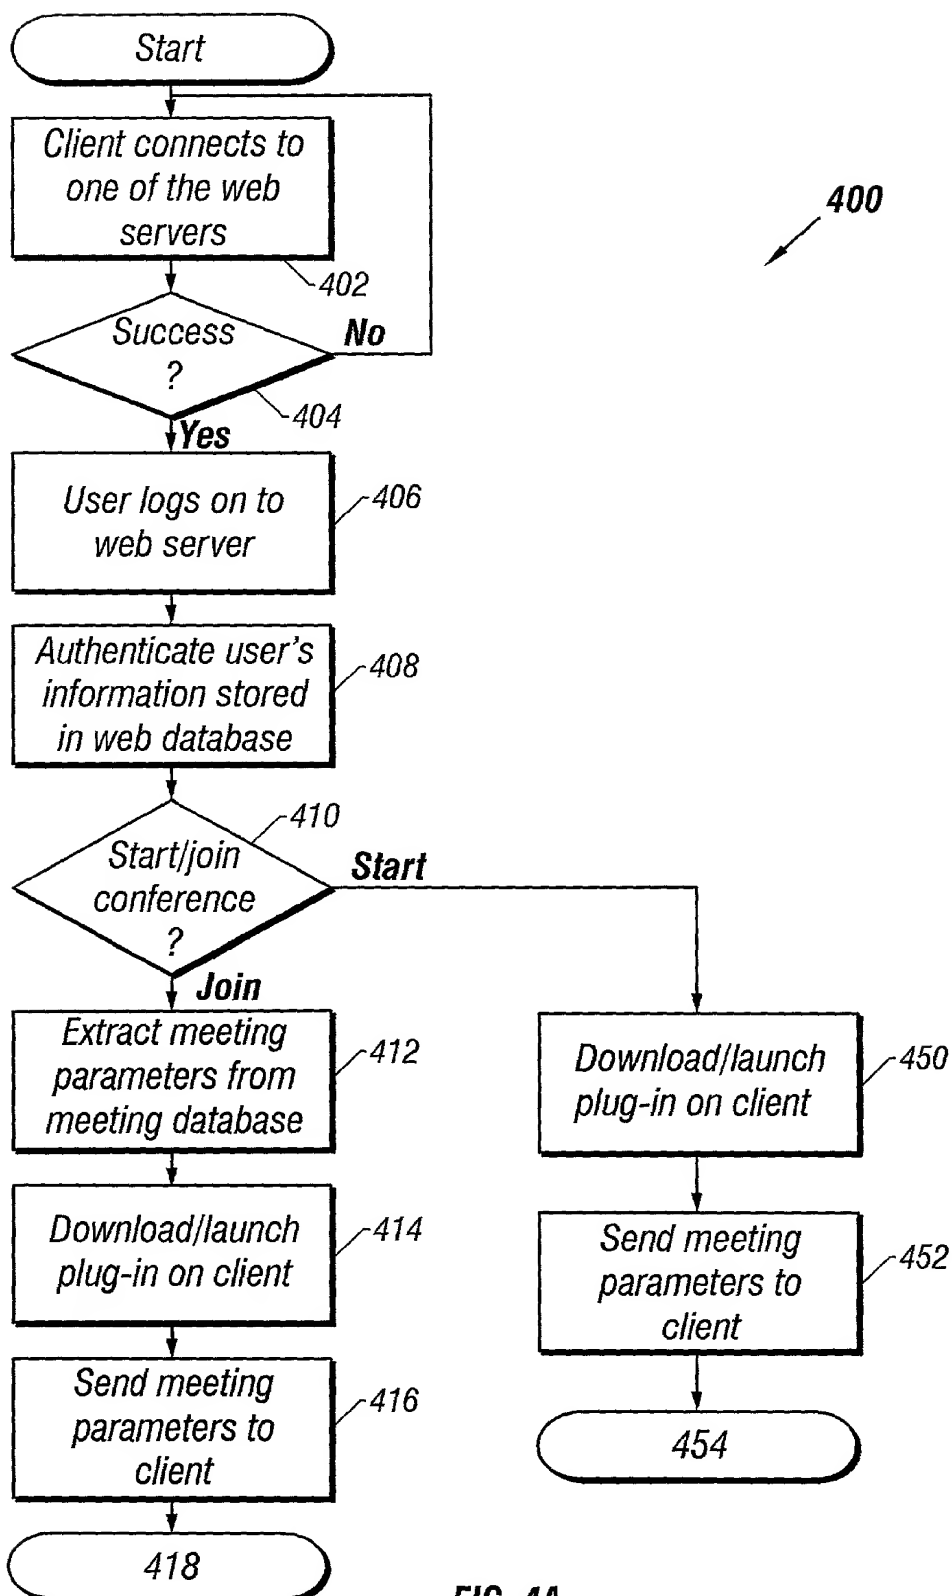 Start
Client connects to
one of the web
servers
400
402
Success
?
No
404
Yes
User logs on to
web server
406
Authenticate user's
information stored
in web database
408
410
Start/join
conference
?
Start
Join
Extract meeting
parameters from
meeting database
412
Download/launch
plug-in on client
450
Download/launch
plug-in on client
414
Send meeting
parameters to
client
452
Send meeting
parameters to
client
416
454
418
FIG. 4A